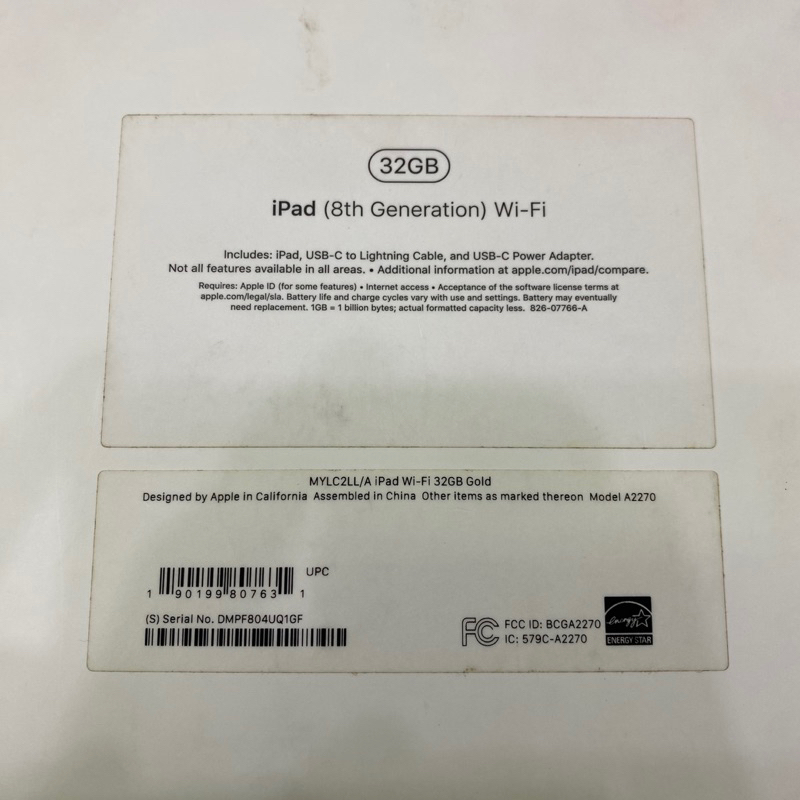 32GB
iPad (8th Generation) Wi-Fi
Includes: iPad, USB-C to Lightning Cable, and USB-C Power Adapter.
Not all features available in all areas. • Additional information at apple.com/ipad/compare.
Requires: Apple ID (for some features) • Internet access • Acceptance of the software license terms at
apple.com/legal/sla. Battery life and charge cycles vary with use and settings. Battery may eventually
need replacement. 1GB = 1 billion bytes; actual formatted capacity less. 826-07766-A
MYLC2LL/A iPad Wi-Fi 32GB Gold
Designed by Apple in California Assembled in China Other items as marked thereon Model A2270
UPC
1 90199 80763 1
(S) Serial No. DMPF804UQ1GF
FC FCC ID: BCGA2270
IC: 579C-A2270
energy
ENERGY STAR